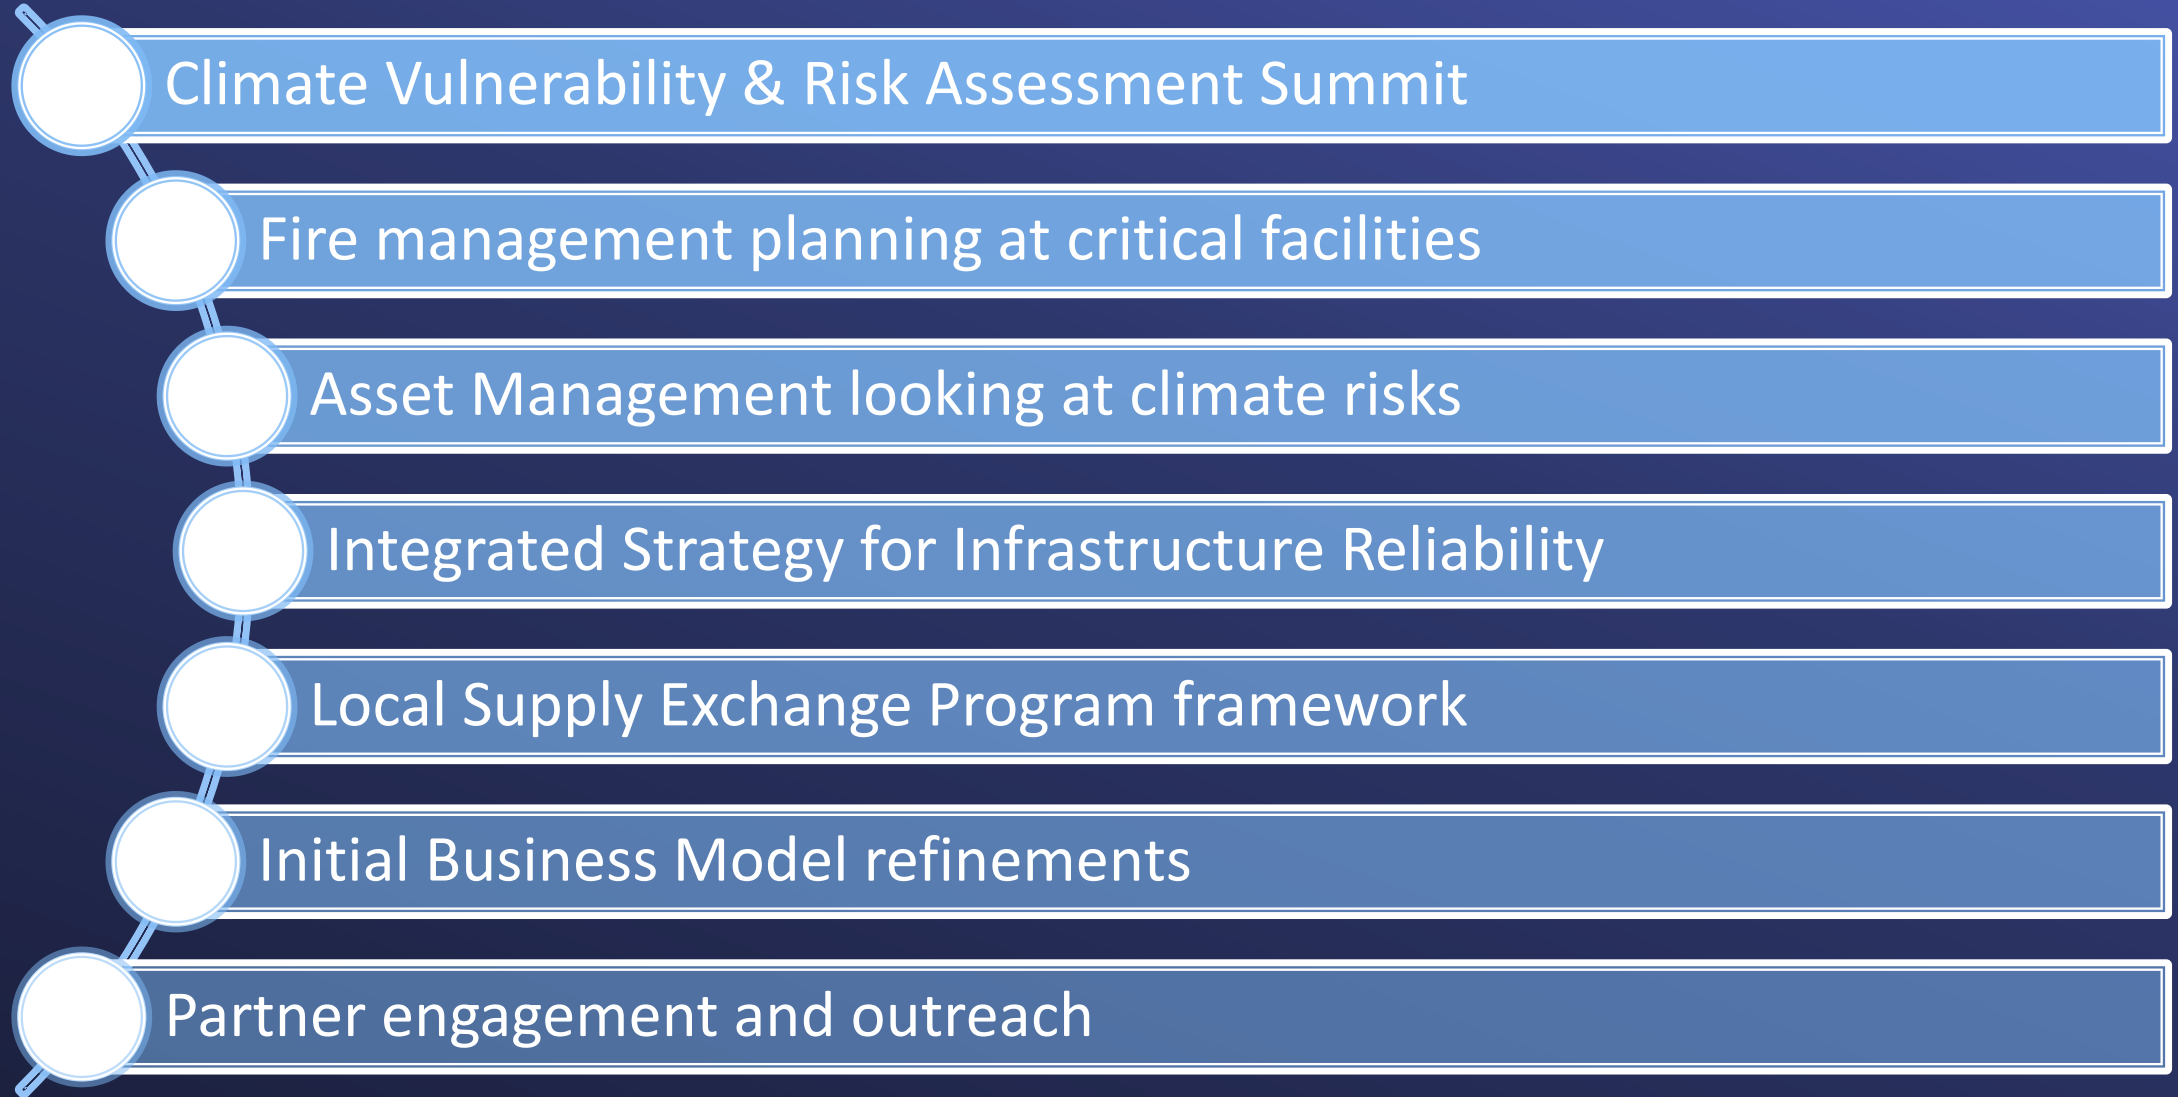 Climate Vulnerability & Risk Assessment Summit
Fire management planning at critical facilities
Asset Management looking at climate risks
Integrated Strategy for Infrastructure Reliability
Local Supply Exchange Program framework
Initial Business Model refinements
Partner engagement and outreach